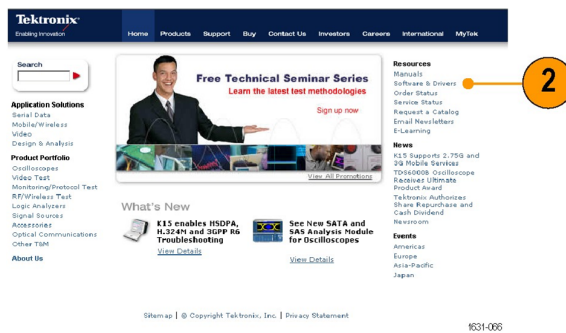 Tektronix
Enabling Innovation
Home Products Support Buy Contact Us Investors Careers International MyTek
Search
Application Solutions
Serial Data
Mobile/Wireless
Video
Design & Analysis
Product Portfolio
Oscilloscopes
Video Test
Monitoring/Protocol Test
RF/Wireless Test
Logic Analyzers
Signal Sources
Accessories
Optical Communications
Other T&M
About Us
Free Technical Seminar Series
Learn the latest test methodologies
Sign up now
View All Promotions
What's New
K15 enables HSDPA,
H.324M and 3GPP R6
Troubleshooting
View Details
See New SATA and
SAS Analysis Module
for Oscilloscopes
View Details
Resources
Manuals
Software & Drivers
Order Status
Service Status
Request a Catalog
Email Newsletters
E-Learning
News
K15 Supports 2.75G and
3G Mobile Services
TDS6000B Oscilloscope
Receives Ultimate
Product Award
Tektronix Authorizes
Share Repurchase and
Cash Dividend
Newsroom
Events
Americas
Europe
Asia-Pacific
Japan
2
Sitemap | © Copyright Tektronix, Inc. | Privacy Statement
1631-066